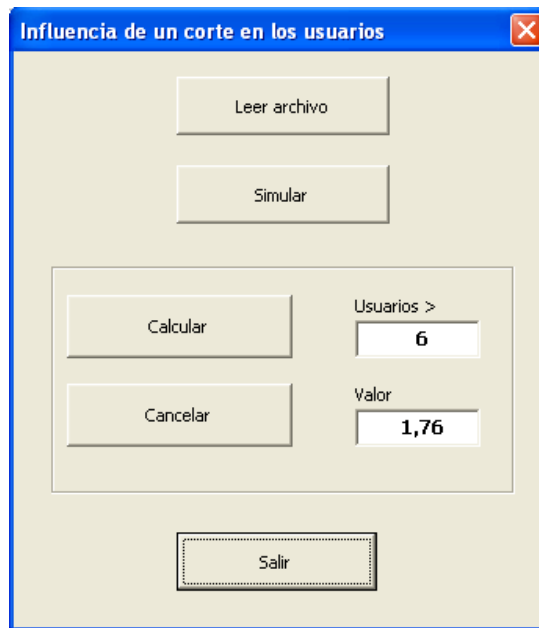 Influencia de un corte en los usuarios
Leer archivo
Simular
Calcular
Usuarios >
6
Cancelar
Valor
1,76
Salir